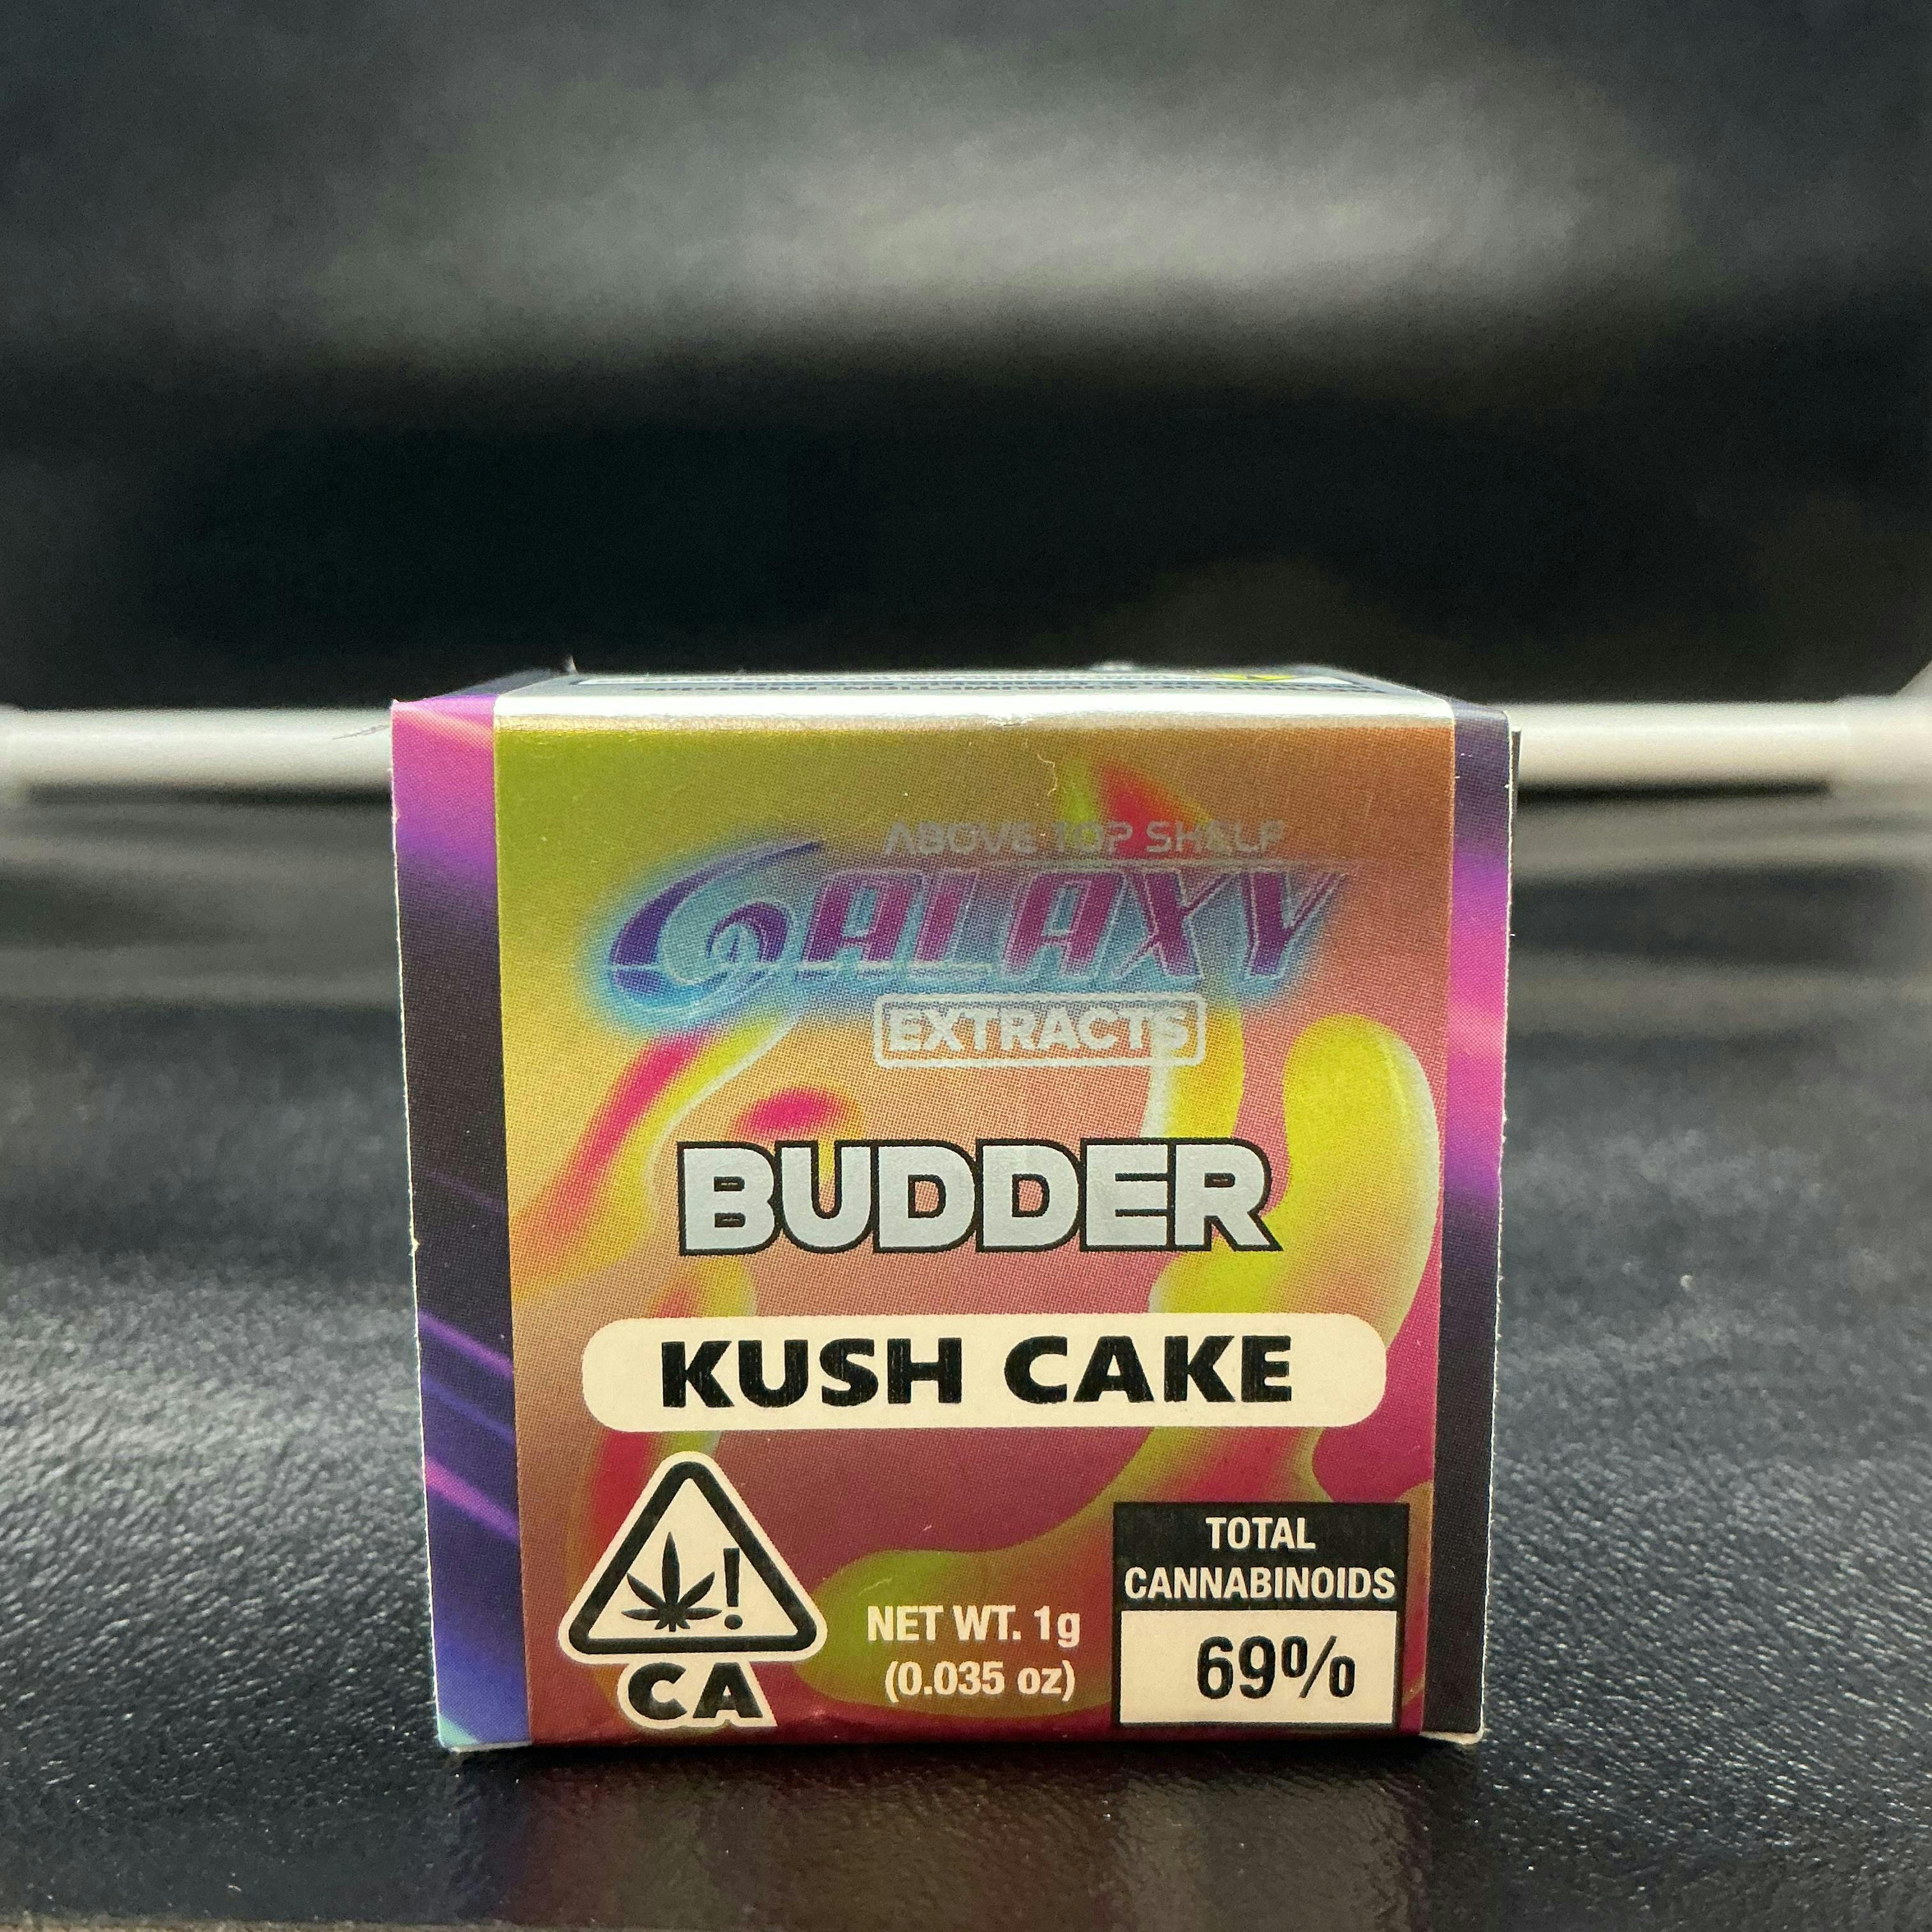 ABOVE TOP SHELF
GALAXY
EXTRACTS
BUDDER
KUSH CAKE
!
CA
NET WT. 1g
(0.035 oz)
TOTAL
CANNABINOIDS
69%